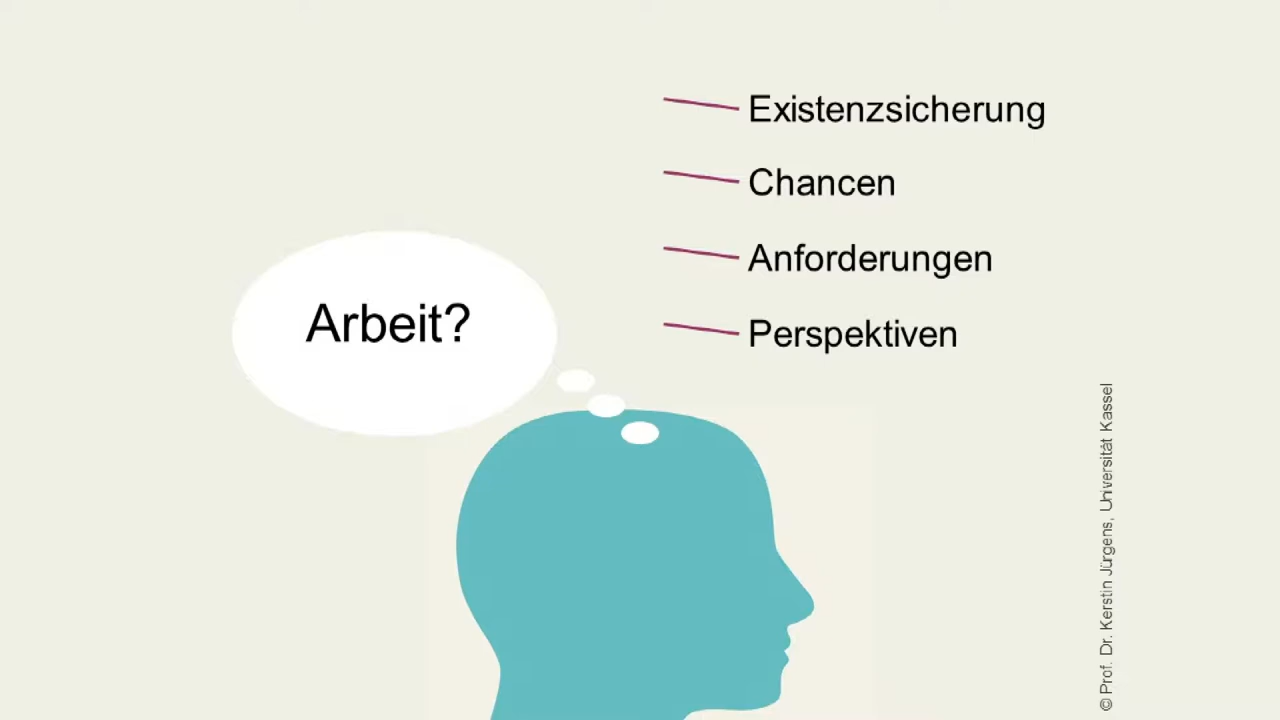 Existenzsicherung
Chancen
Anforderungen
Perspektiven
Arbeit?
© Prof. Dr. Kerstin Jürgens, Universität Kassel